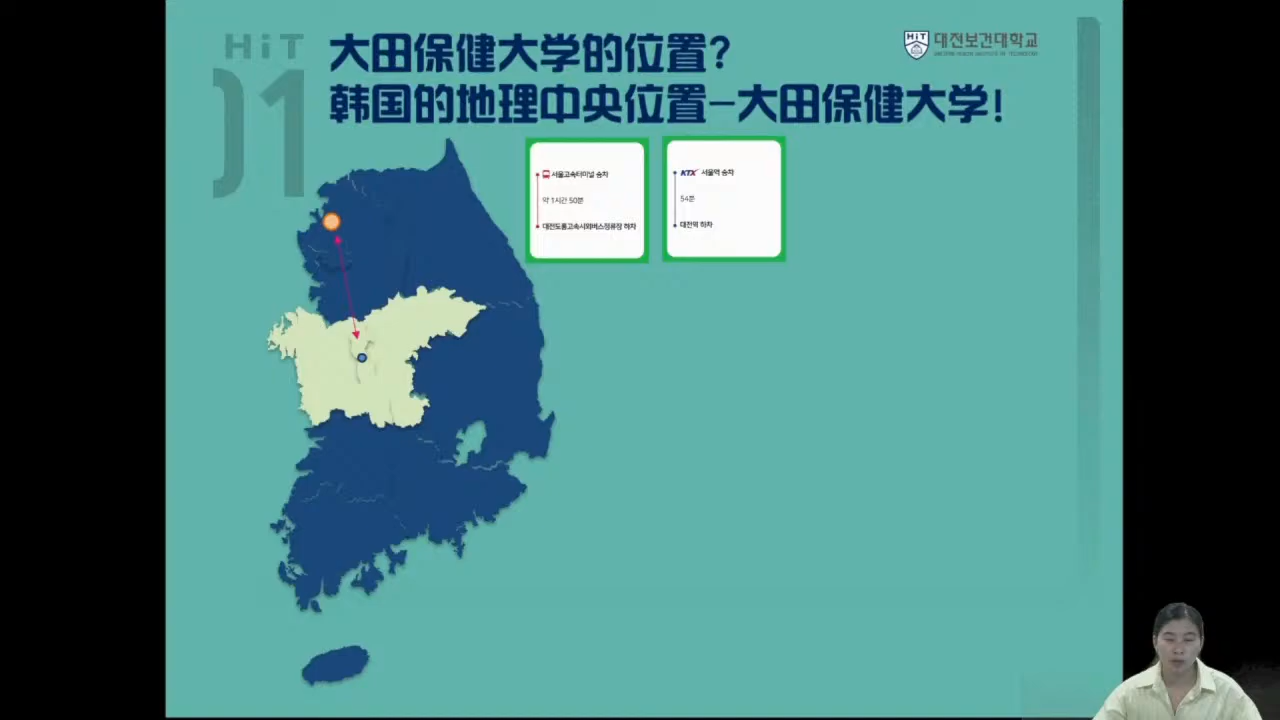 HiT
01
大田保健大学的位置?
韩国的地理中央位置-大田保健大学!
HiT 대전보건대학교
서울고속터미널 승차
약 1시간 50분
대전도룡고속시외버스정류장 하차
KTX 서울역 승차
54분
대전역 하차